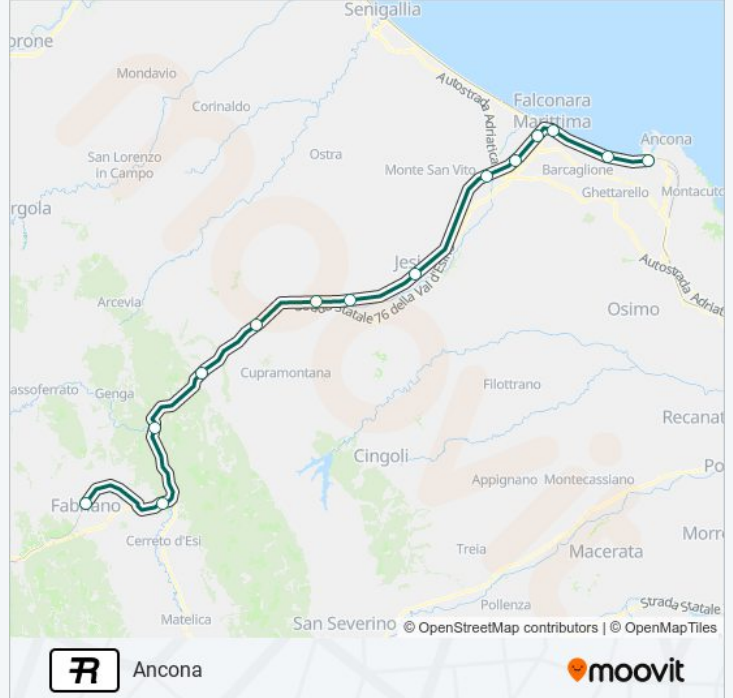 Senigallia
orone
Mondavio
Autostrada Adriatica
Corinaldo
Falconara
Marittima
Ancona
Ostra
San Lorenzo
in Campo
Monte San Vito
Barcaglione
Ghettarello
Montacuto
rgola
Jesi
Autostrada Adriat
Arcevia
Strada Statale 76 della Val d'Esino
Osimo
Cupramontana
assoferrato
Genga
Filottrano
Recanat
Cingoli
Po
Appignano
Montecassiano
Fabriano
Cerreto d'Esi
Morr
Treia
Macerata
Pollenza
Strada Statale
Matelica
San Severino
© OpenStreetMap contributors | © OpenMapTiles
R
Ancona
moovit
moovit